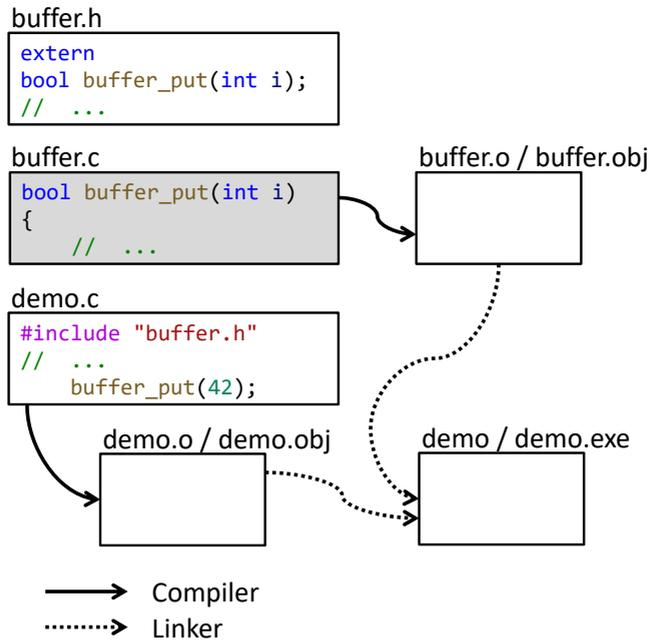 buffer.h
extern
bool buffer_put(int i);
// ...
buffer.c
bool buffer_put(int i)
{
// ...
buffer.o / buffer.obj
demo.c
#include "buffer.h"
// ...
buffer_put(42);
demo.o / demo.obj
demo / demo.exe
Compiler
Linker